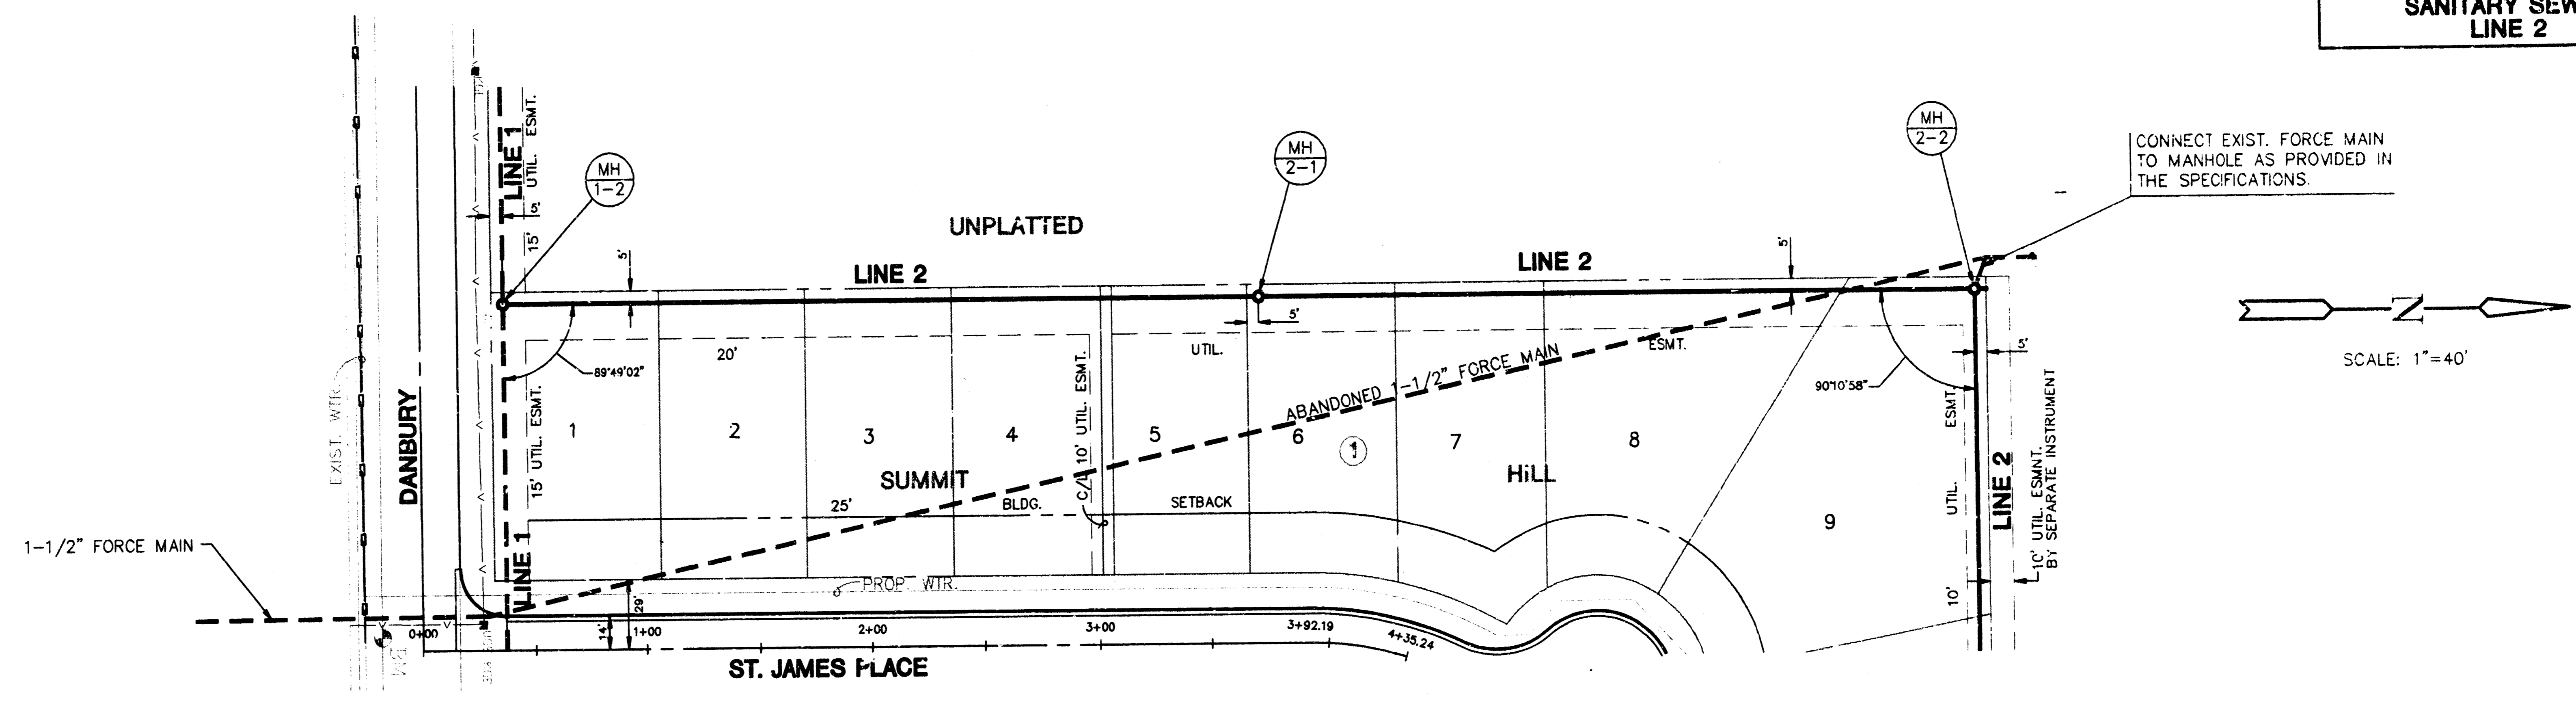 SANITARY SEW
LINE 2
MH
1-2
MH
2-1
MH
2-2
CONNECT EXIST. FORCE MAIN
TO MANHOLE AS PROVIDED IN
THE SPECIFICATIONS.
LINE 1
15' UTIL. ESMT.
5'
5'
UNPLATTED
LINE 2
LINE 2
5'
5'
5'
89°49'02"
90°10'58"
20'
UTIL.
ESMT.
SCALE: 1"=40'
EXIST. WTR.
DANBURY
15' UTIL. ESMT.
C/L 10' UTIL. ESMT.
ABANDONED 1-1/2" FORCE MAIN
1
2
3
4
5
6
1
7
8
9
SUMMIT
HILL
25'
BLDG.
SETBACK
10'
UTIL.
ESMT.
LINE 2
10' UTIL. ESMNT.
BY SEPARATE INSTRUMENT
1-1/2" FORCE MAIN
LINE 1
PROP. WTR.
14'
29'
0+00
1+00
2+00
3+00
3+92.19
4+35.24
BM
ST. JAMES PLACE